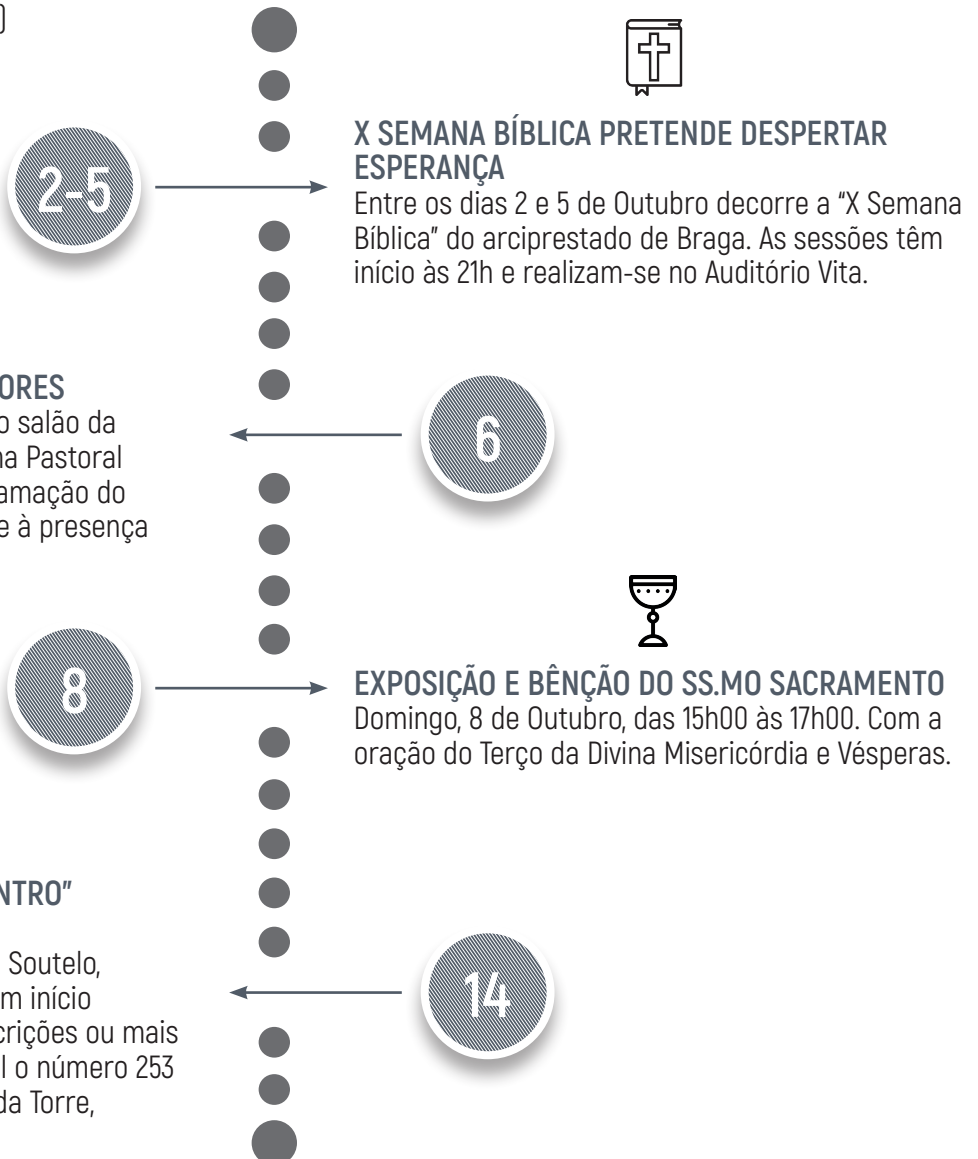 )
2-5
X SEMANA BÍBLICA PRETENDE DESPERTAR
ESPERANÇA
Entre os dias 2 e 5 de Outubro decorre a “X Semana
Bíblica” do arciprestado de Braga. As sessões têm
início às 21h e realizam-se no Auditório Vita.
ORES
o salão da
na Pastoral
amação do
e à presença
6
8
EXPOSIÇÃO E BÊNÇÃO DO SS.MO SACRAMENTO
Domingo, 8 de Outubro, das 15h00 às 17h00. Com a
oração do Terço da Divina Misericórdia e Vésperas.
NTRO”
Soutelo,
m início
crições ou mais
l o número 253
da Torre,
14